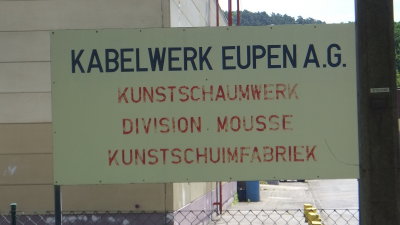 KABELWERK EUPEN A.G.
KUNSTSCHAUMWERK
DIVISION MOUSSE
KUNSTSCHUIMFABRIEK